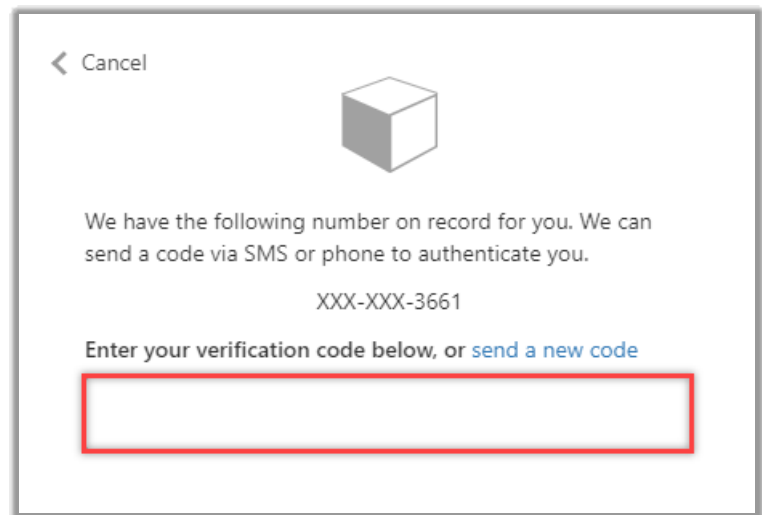 Cancel
We have the following number on record for you. We can
send a code via SMS or phone to authenticate you.
XXX-XXX-3661
Enter your verification code below, or send a new code